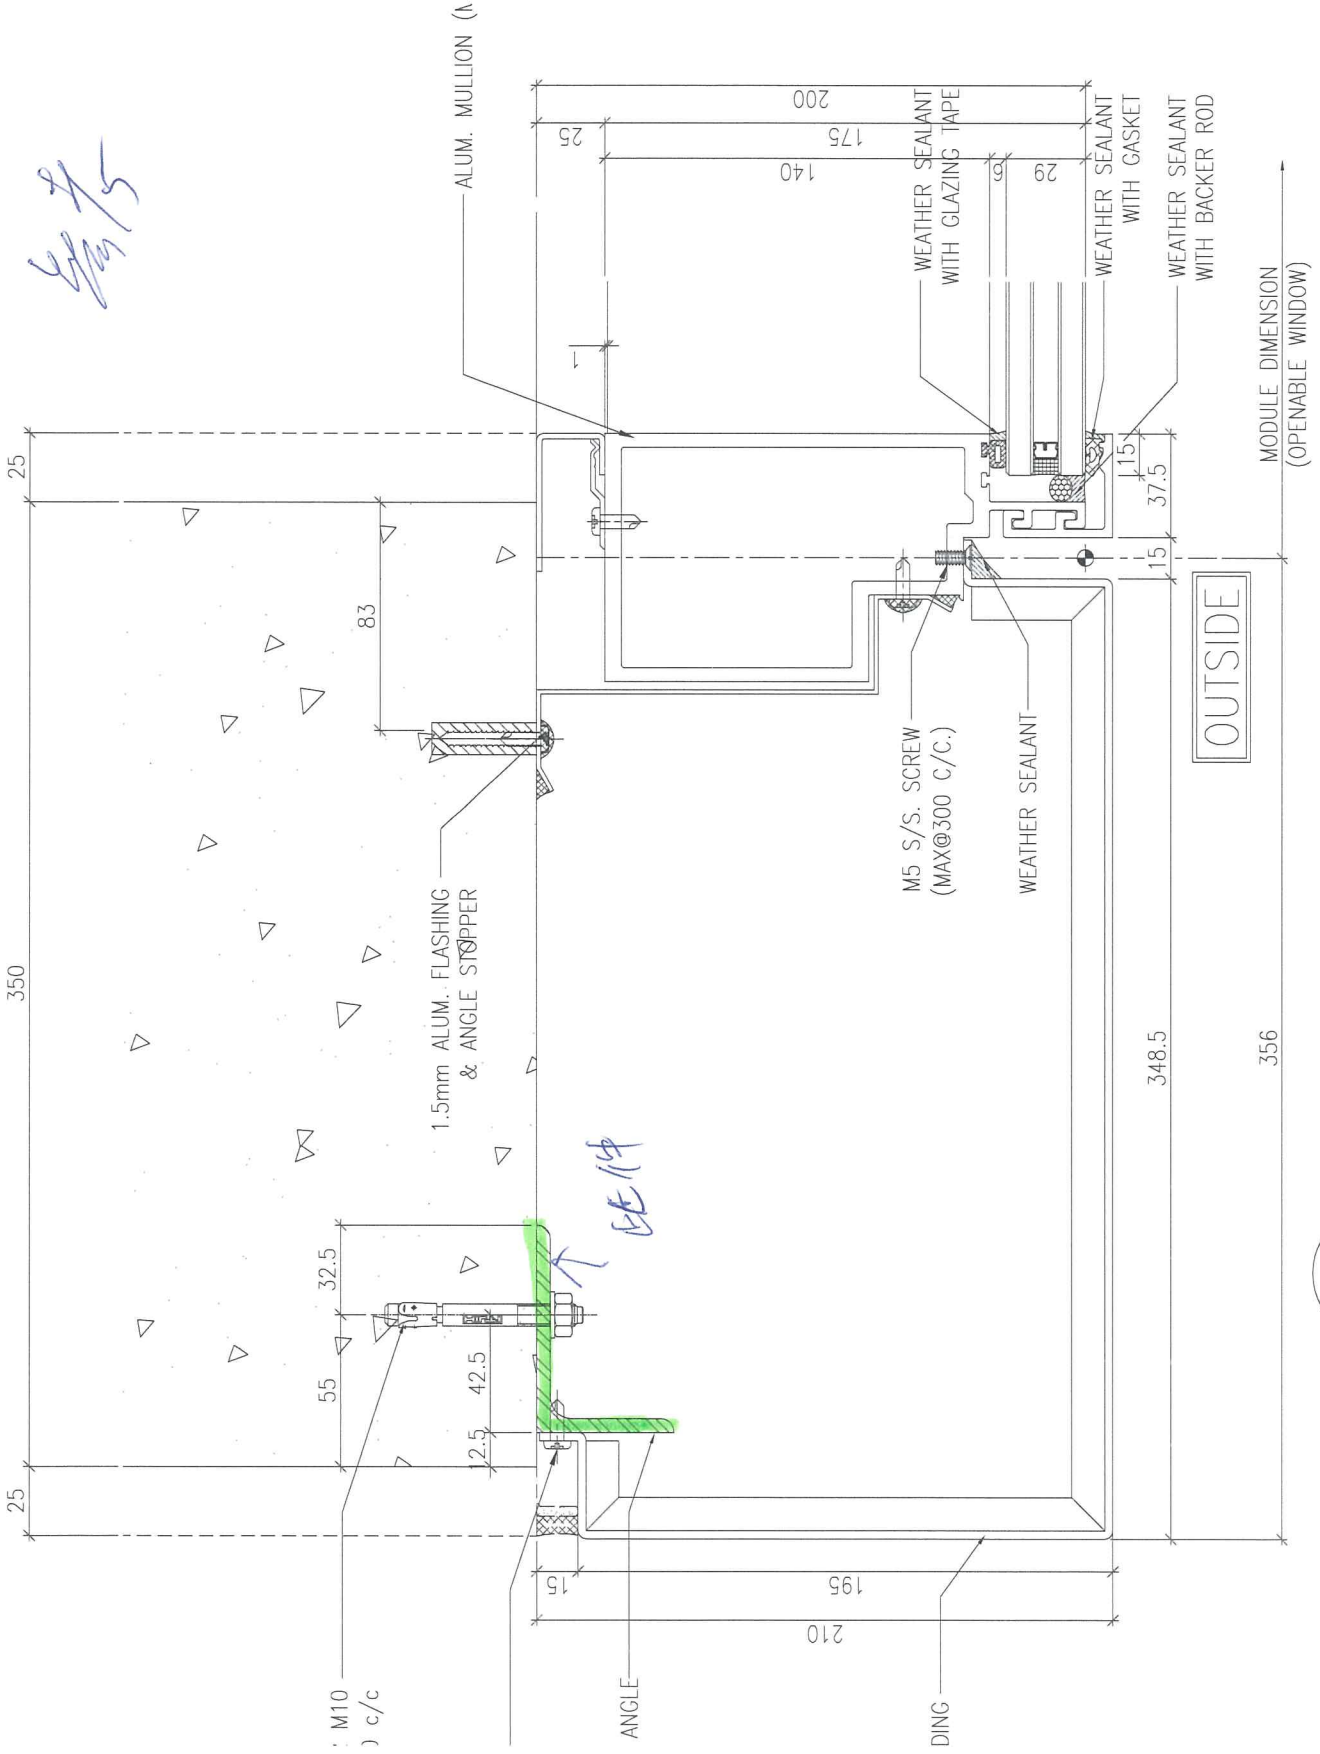 25
350
25
83
32.5
55
42.5
12.5
1.5mm ALUM. FLASHING
& ANGLE STOPPER
M10
c/c
ANGLE
DING
15
195
210
ALUM. MULLION
200
25
175
140
6
29
1
WEATHER SEALANT
WITH GLAZING TAPE
WEATHER SEALANT
WITH GASKET
WEATHER SEALANT
WITH BACKER ROD
M5 S/S. SCREW
(MAX@300 C/C.)
WEATHER SEALANT
OUTSIDE
15
37.5
15
348.5
356
MODULE DIMENSION
(OPENABLE WINDOW)